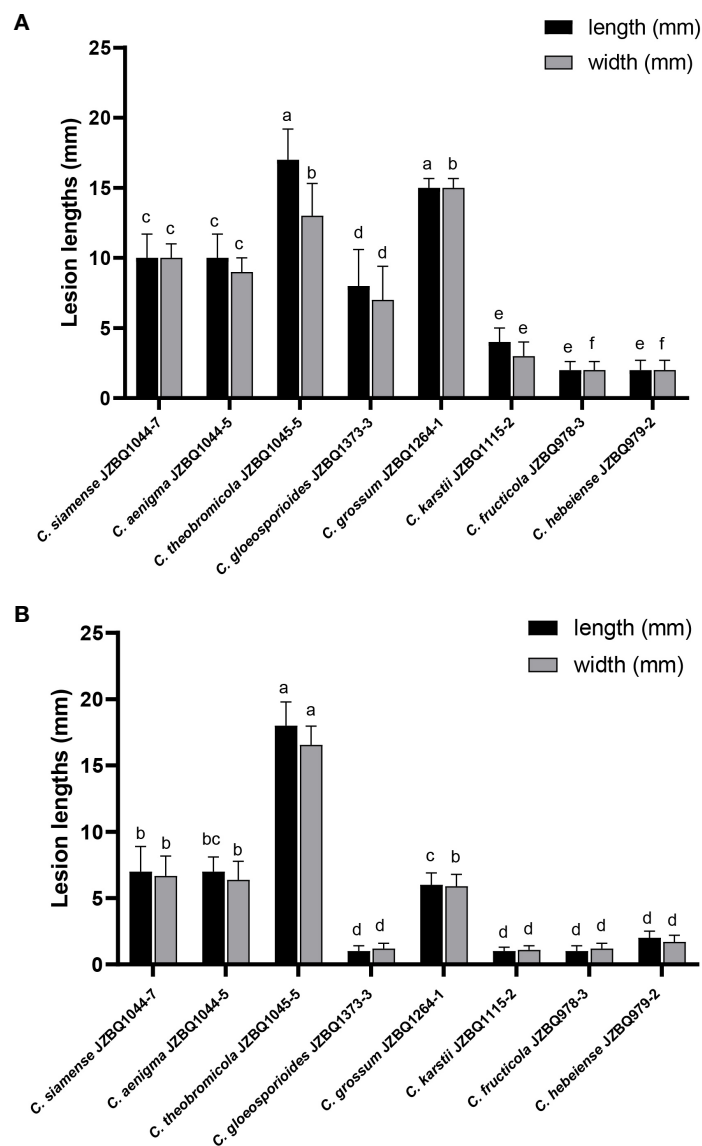 A
length (mm)
width (mm)
Lesion lengths (mm)
25
20
15
10
5
0
c c c c a b d d a b e e e f e f
C. siamense JZBQ1044-7
C. aenigma JZBQ1044-5
C. theobromicola JZBQ1045-5
C. gloeosporioides JZBQ1373-3
C. grossum JZBQ1264-1
C. karstii JZBQ1115-2
C. fructicola JZBQ978-3
C. hebeiense JZBQ979-2
B
length (mm)
width (mm)
Lesion lengths (mm)
25
20
15
10
5
0
b b bc b a a d d c b d d d d d d
C. siamense JZBQ1044-7
C. aenigma JZBQ1044-5
C. theobromicola JZBQ1045-5
C. gloeosporioides JZBQ1373-3
C. grossum JZBQ1264-1
C. karstii JZBQ1115-2
C. fructicola JZBQ978-3
C. hebeiense JZBQ979-2